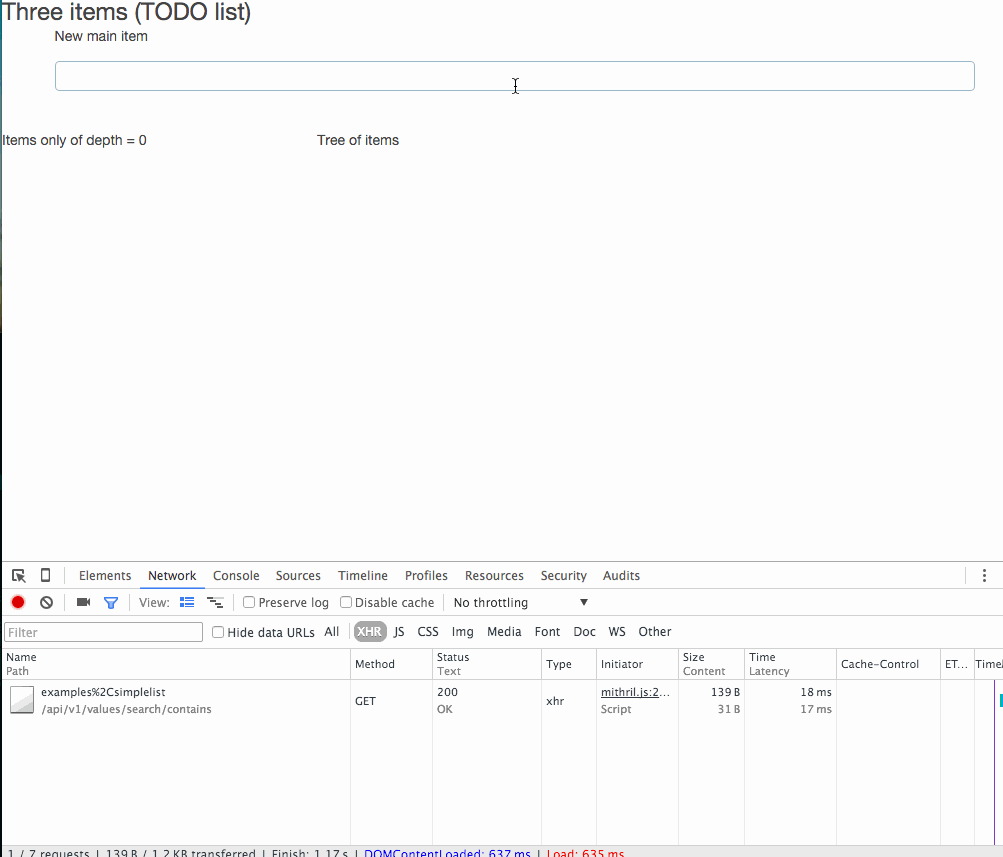 Three items (TODO list)
New main item
Items only of depth = 0 Tree of items
Elements Network Console Sources Timeline Profiles Resources Security Audits
View: Preserve log Disable cache No throttling ▼
Filter Hide data URLs All XHR JS CSS Img Media Font Doc WS Other
Name Method Status Type Initiator Size Time Cache-Control ET... Time
Path Text Content Latency
examples%2Csimplelist GET 200 xhr mithril.js:2... 139 B 18 ms
/api/v1/values/search/contains OK Script 31 B 17 ms
1 / 7 requests | 139 B / 1.2 KB transferred | Finish: 1.17 s | DOMContentLoaded: 637 ms | Load: 635 ms